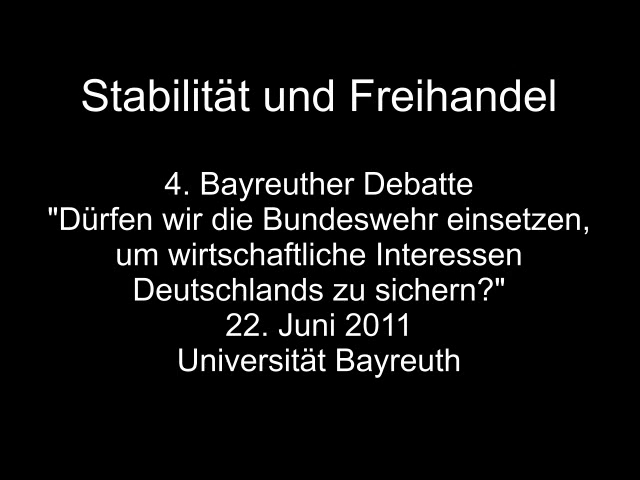 Stabilität und Freihandel
4. Bayreuther Debatte
"Dürfen wir die Bundeswehr einsetzen,
um wirtschaftliche Interessen
Deutschlands zu sichern?"
22. Juni 2011
Universität Bayreuth